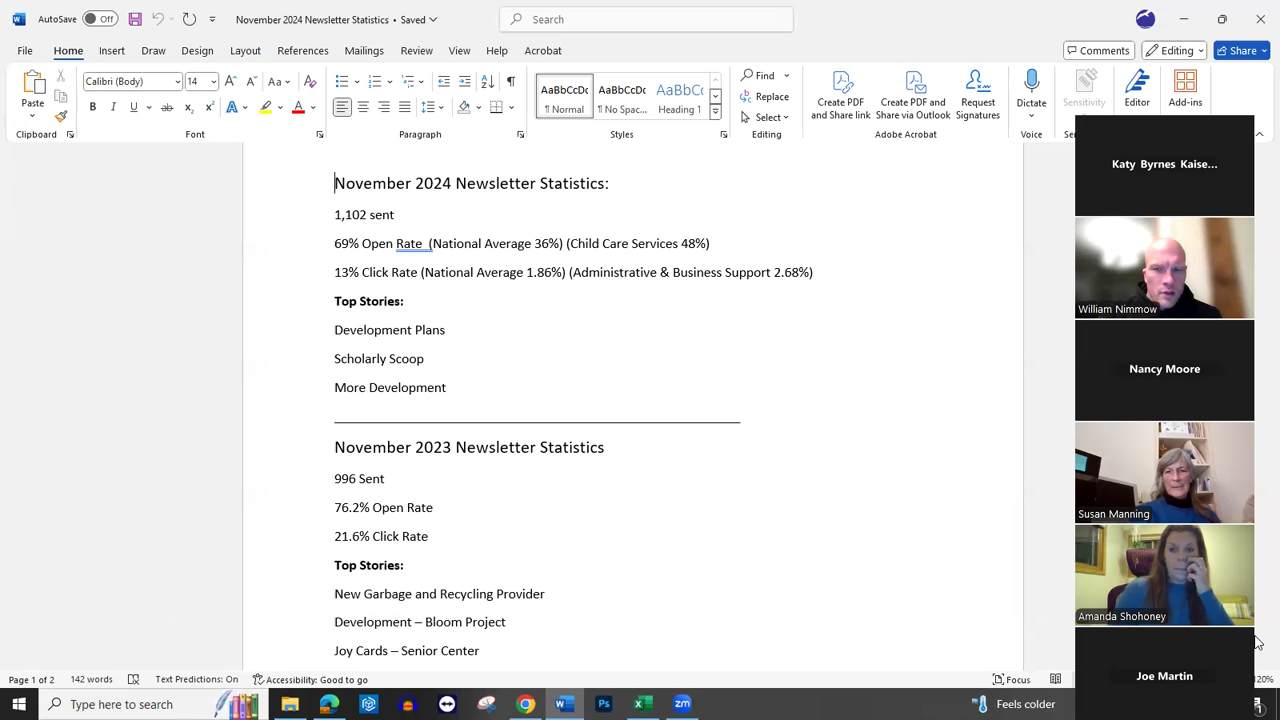 AutoSave Off November 2024 Newsletter Statistics • Saved Search
File Home Insert Draw Design Layout References Mailings Review View Help Acrobat Comments Editing Share
Paste Calibri (Body) 14 AaBbCcDc AaBbCcDc AaBbCc Find
Normal No Spac... Heading 1 Replace
Select
Create PDF and Share link Create PDF and Share via Outlook Request Signatures Dictate Sensitivity Editor Add-ins
Clipboard Font Paragraph Styles Editing Adobe Acrobat Voice
November 2024 Newsletter Statistics:
1,102 sent
69% Open Rate (National Average 36%) (Child Care Services 48%)
13% Click Rate (National Average 1.86%) (Administrative & Business Support 2.68%)
Top Stories:
Development Plans
Scholarly Scoop
More Development
November 2023 Newsletter Statistics
996 Sent
76.2% Open Rate
21.6% Click Rate
Top Stories:
New Garbage and Recycling Provider
Development – Bloom Project
Joy Cards – Senior Center
Katy Byrnes Kaise...
William Nimmow
Nancy Moore
Susan Manning
Amanda Shohoney
Joe Martin
Page 1 of 2 142 words Text Predictions: On Accessibility: Good to go Focus 120%
Type here to search Feels colder